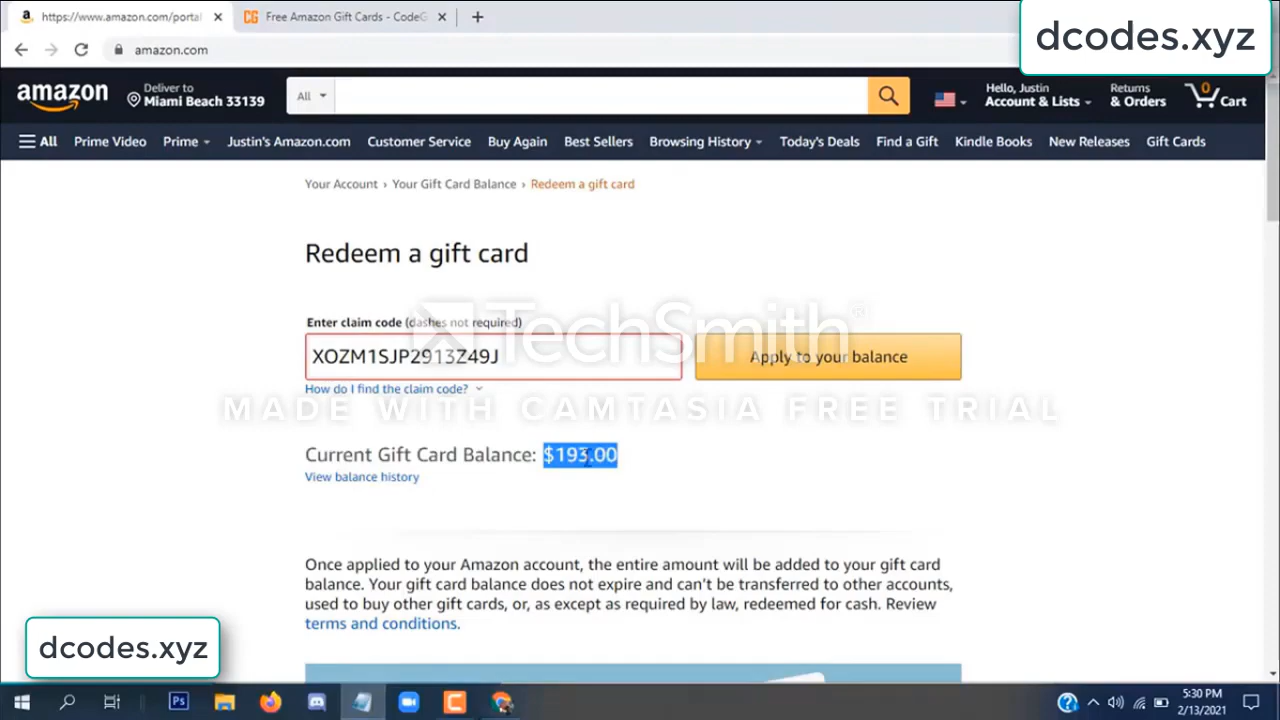 https://www.amazon.com/portal
Free Amazon Gift Cards - CodeG
dcodes.xyz
amazon.com
amazon
Deliver to
Miami Beach 33139
All
Hello, Justin
Account & Lists
Returns
& Orders
0
Cart
All Prime Video Prime Justin's Amazon.com Customer Service Buy Again Best Sellers Browsing History Today's Deals Find a Gift Kindle Books New Releases Gift Cards
Your Account › Your Gift Card Balance › Redeem a gift card
Redeem a gift card
Enter claim code (dashes not required)
TechSmith®
XOZM1SJP2913Z49J
Apply to your balance
How do I find the claim code?
MADE WITH CAMTASIA FREE TRIAL
Current Gift Card Balance: $193.00
View balance history
Once applied to your Amazon account, the entire amount will be added to your gift card
balance. Your gift card balance does not expire and can't be transferred to other accounts,
used to buy other gift cards, or, as except as required by law, redeemed for cash. Review
terms and conditions.
dcodes.xyz
Ps
5:30 PM
2/13/2021